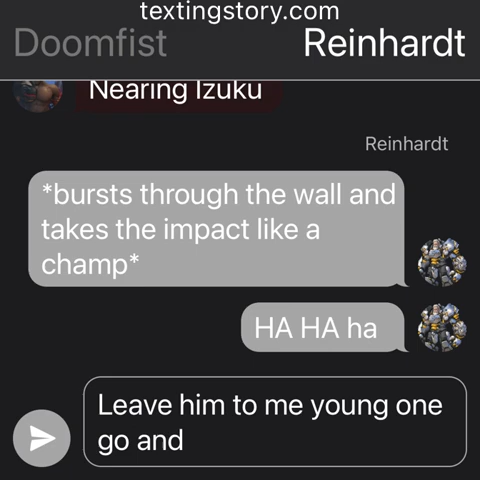 textingstory.com
Doomfist
Reinhardt
Nearing Izuku
Reinhardt
*bursts through the wall and
takes the impact like a
champ*
HA HA ha
Leave him to me young one
go and